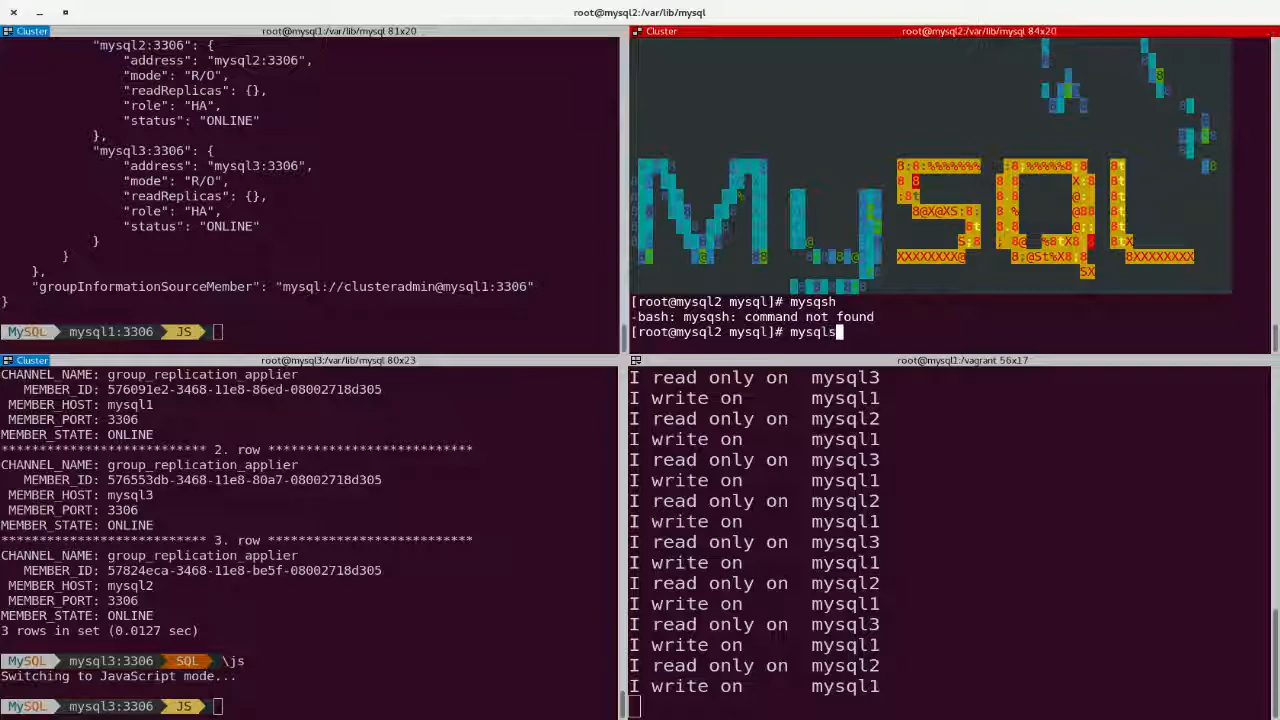 root@mysql2:/var/lib/mysql
Cluster
root@mysql1:/var/lib/mysql 81x20
"mysql2:3306": {
"address": "mysql2:3306",
"mode": "R/O",
"readReplicas": {},
"role": "HA",
"status": "ONLINE"
},
"mysql3:3306": {
"address": "mysql3:3306",
"mode": "R/O",
"readReplicas": {},
"role": "HA",
"status": "ONLINE"
}
}
},
"groupInformationSourceMember": "mysql://clusteradmin@mysql1:3306"
}
MySQL mysql1:3306 JS
Cluster
root@mysql2:/var/lib/mysql 84x20
MySQL
[root@mysql2 mysql]# mysqsh
-bash: mysqsh: command not found
[root@mysql2 mysql]# mysqls
Cluster
root@mysql3:/var/lib/mysql 80x23
CHANNEL_NAME: group_replication_applier
MEMBER_ID: 576091e2-3468-11e8-86ed-08002718d305
MEMBER_HOST: mysql1
MEMBER_PORT: 3306
MEMBER_STATE: ONLINE
*************************** 2. row ***************************
CHANNEL_NAME: group_replication_applier
MEMBER_ID: 576553db-3468-11e8-80a7-08002718d305
MEMBER_HOST: mysql3
MEMBER_PORT: 3306
MEMBER_STATE: ONLINE
*************************** 3. row ***************************
CHANNEL_NAME: group_replication_applier
MEMBER_ID: 57824eca-3468-11e8-be5f-08002718d305
MEMBER_HOST: mysql2
MEMBER_PORT: 3306
MEMBER_STATE: ONLINE
3 rows in set (0.0127 sec)
MySQL mysql3:3306 SQL \js
Switching to JavaScript mode...
MySQL mysql3:3306 JS
root@mysql1:/vagrant 56x17
I read only on mysql3
I write on mysql1
I read only on mysql2
I write on mysql1
I read only on mysql3
I write on mysql1
I read only on mysql2
I write on mysql1
I read only on mysql3
I write on mysql1
I read only on mysql2
I write on mysql1
I read only on mysql3
I write on mysql1
I read only on mysql2
I write on mysql1